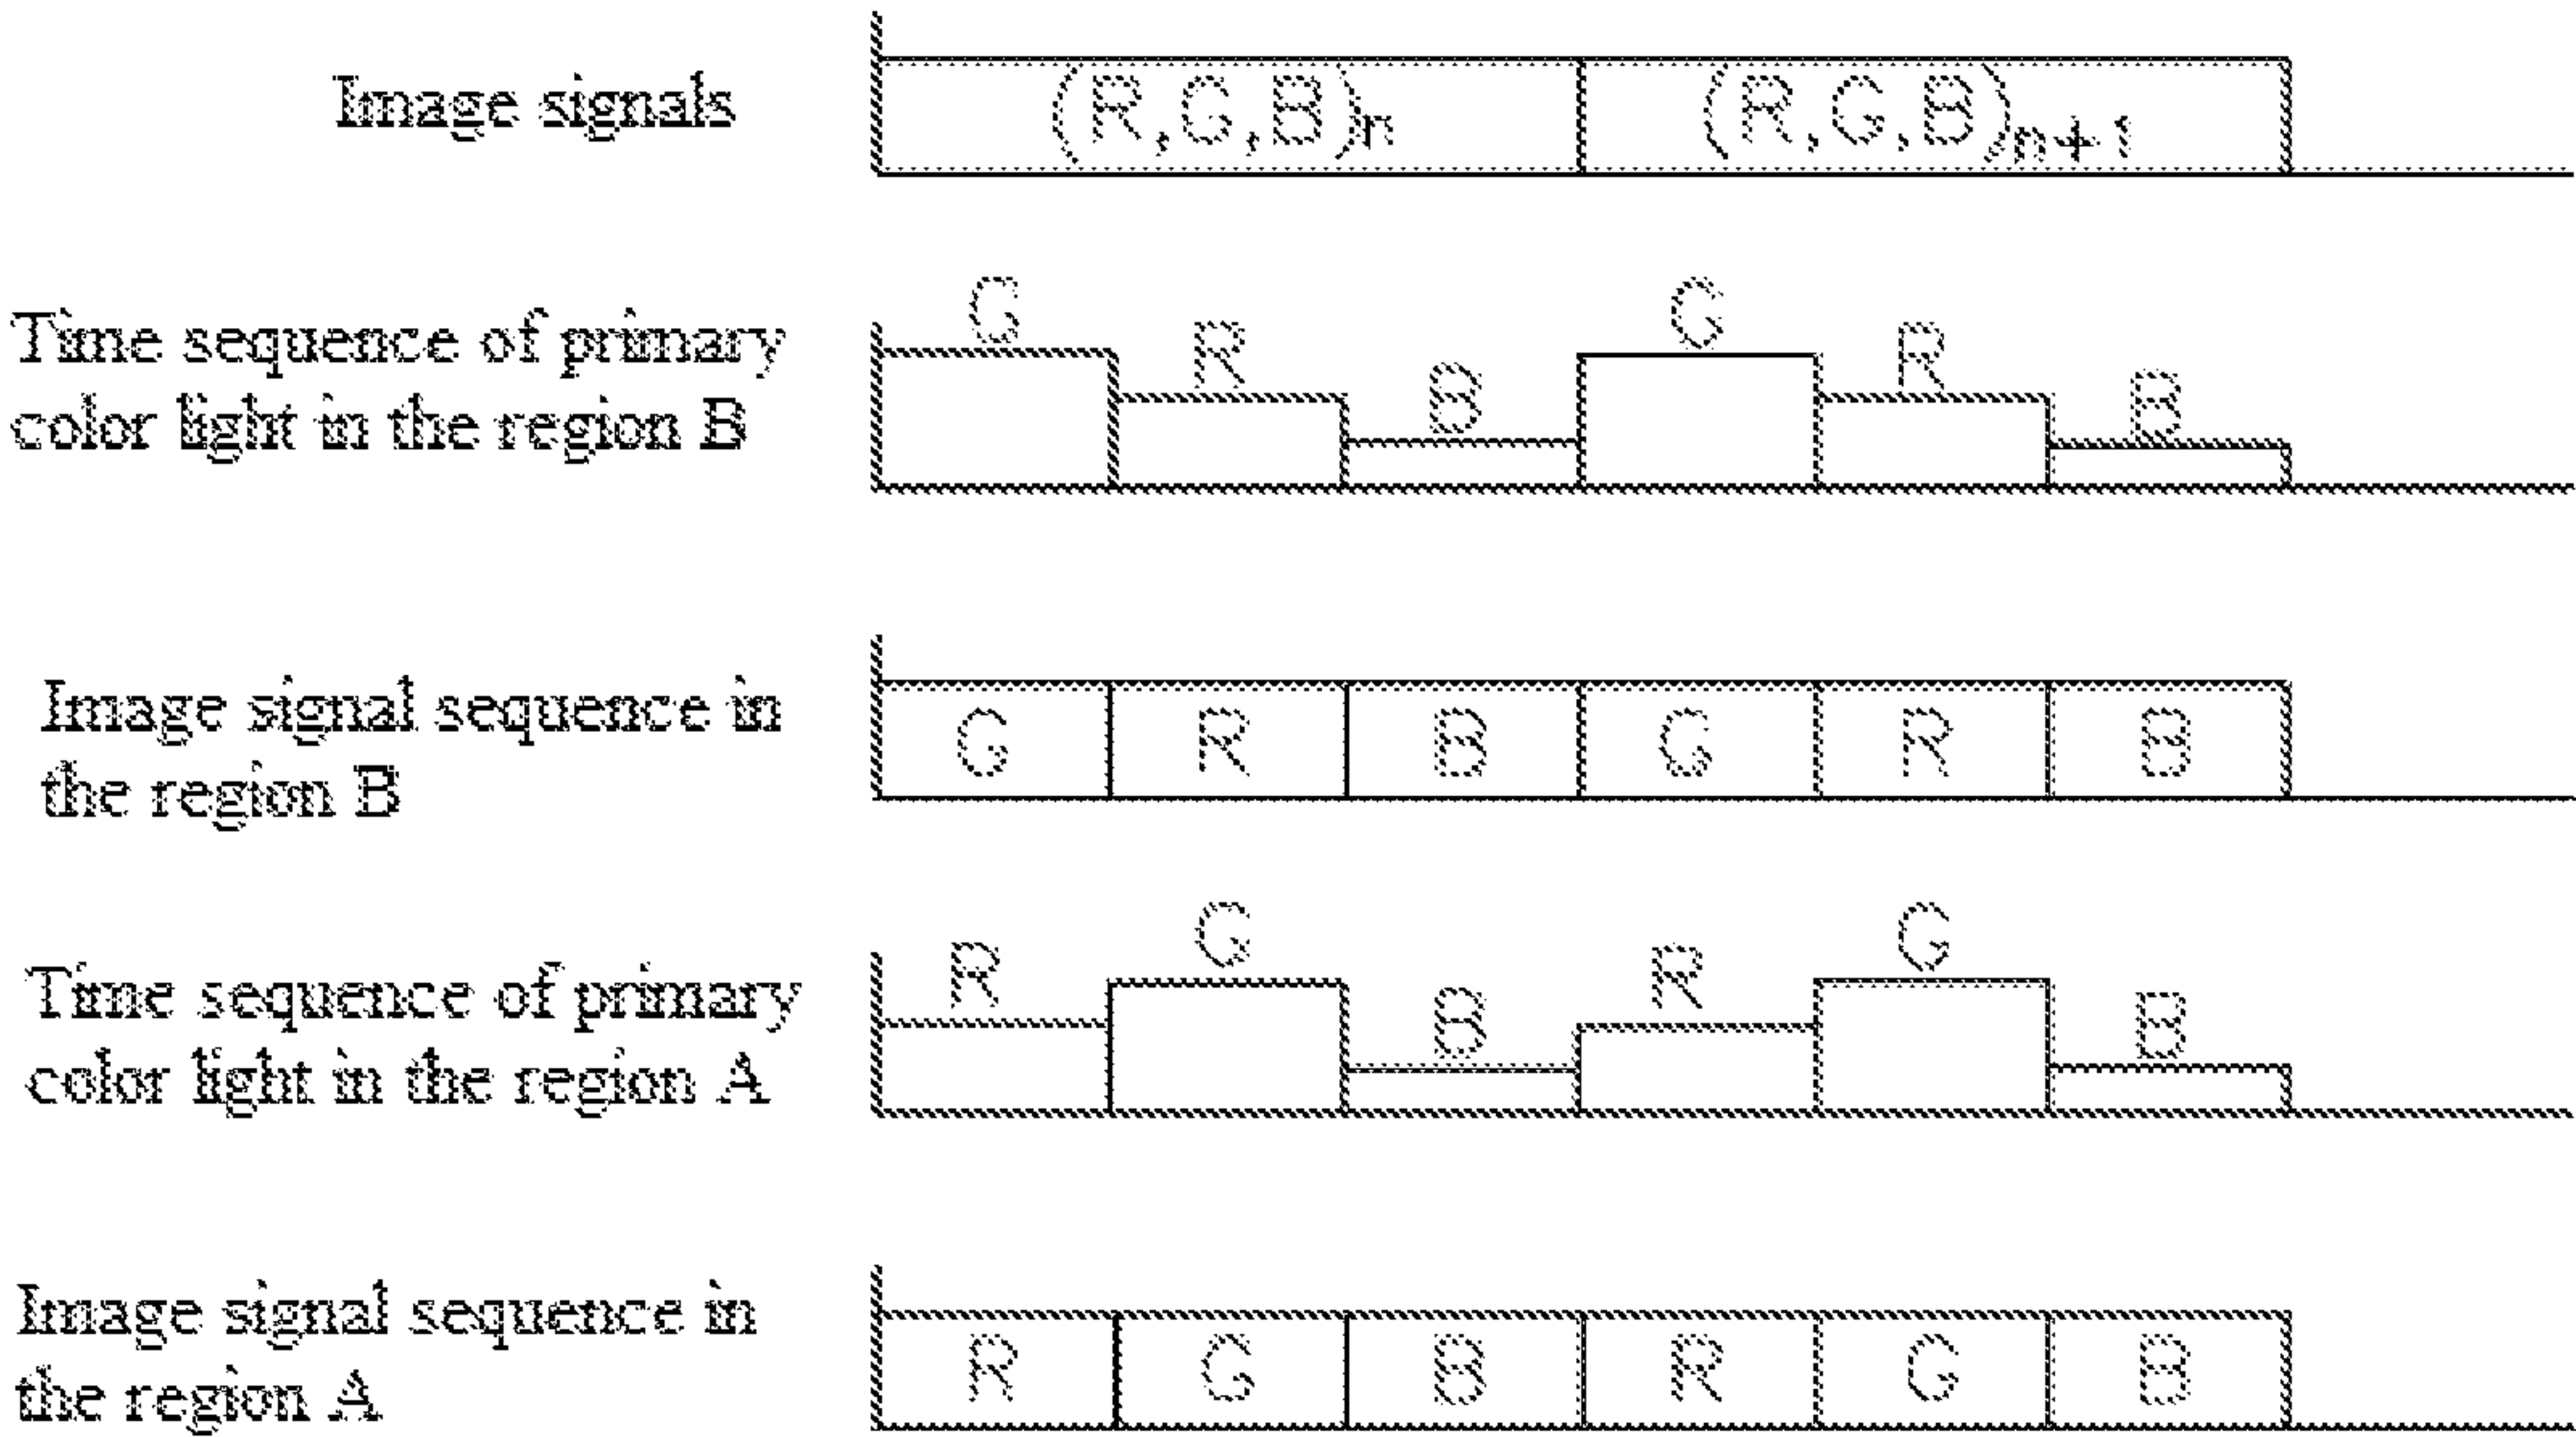 Image signals
(R,G,B)n (R,G,B)n+1
Time sequence of primary
color light in the region B
G R B G R B
Image signal sequence in
the region B
G R B G R B
Time sequence of primary
color light in the region A
R G B R G B
Image signal sequence in
the region A
R G B R G B